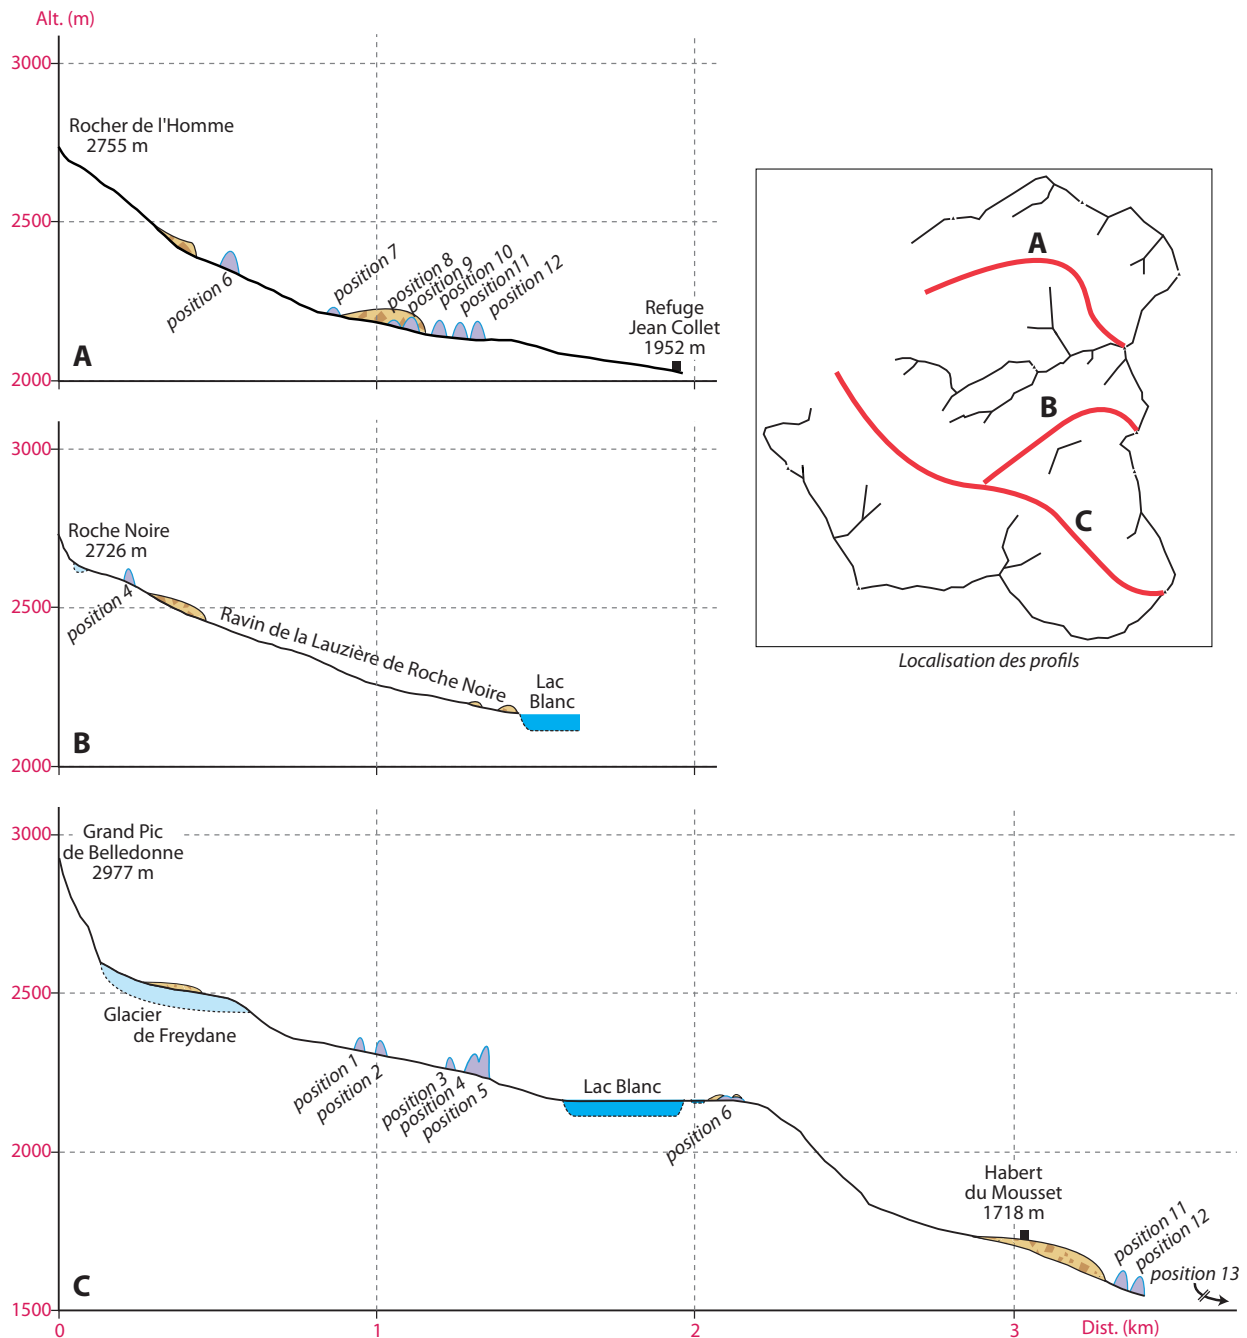 Alt. (m)
3000
Rocher de l'Homme
2755 m
2500
position 6
position 7
position 8
position 9
position 10
position11
position 12
Refuge
Jean Collet
1952 m
A
2000
3000
Roche Noire
2726 m
position 4
2500
Ravin de la Lauzière de Roche Noire
Lac
Blanc
B
2000
A
B
C
Localisation des profils
3000
Grand Pic
de Belledonne
2977 m
2500
Glacier
de Freydane
position 1
position 2
position 3
position 4
position 5
Lac Blanc
position 6
2000
Habert
du Mousset
1718 m
position 11
position 12
position 13
C
1500
0
1
2
3
Dist. (km)